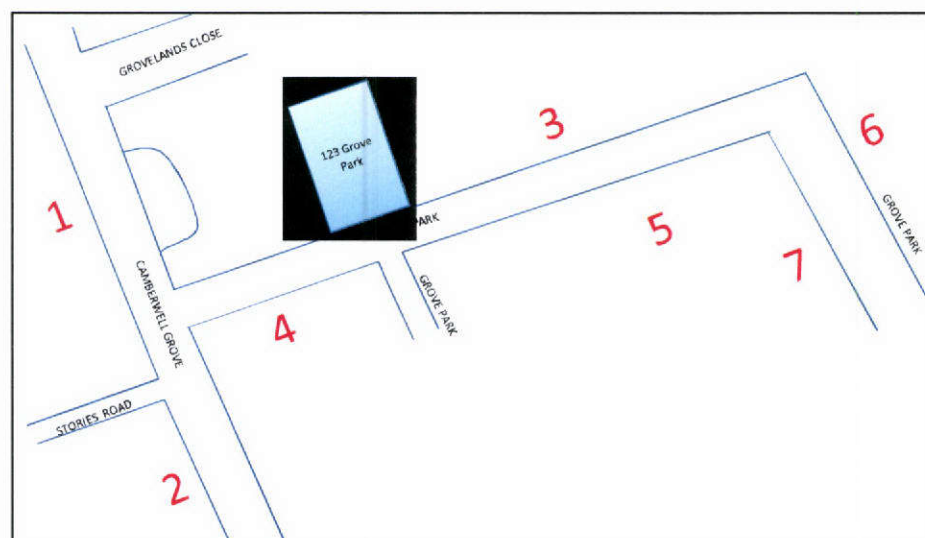 GROVELANDS CLOSE
123 Grove
Park
3
6
1
PARK
GROVE PARK
5
7
CAMBERWELL GROVE
GROVE PARK
4
STORIES ROAD
2